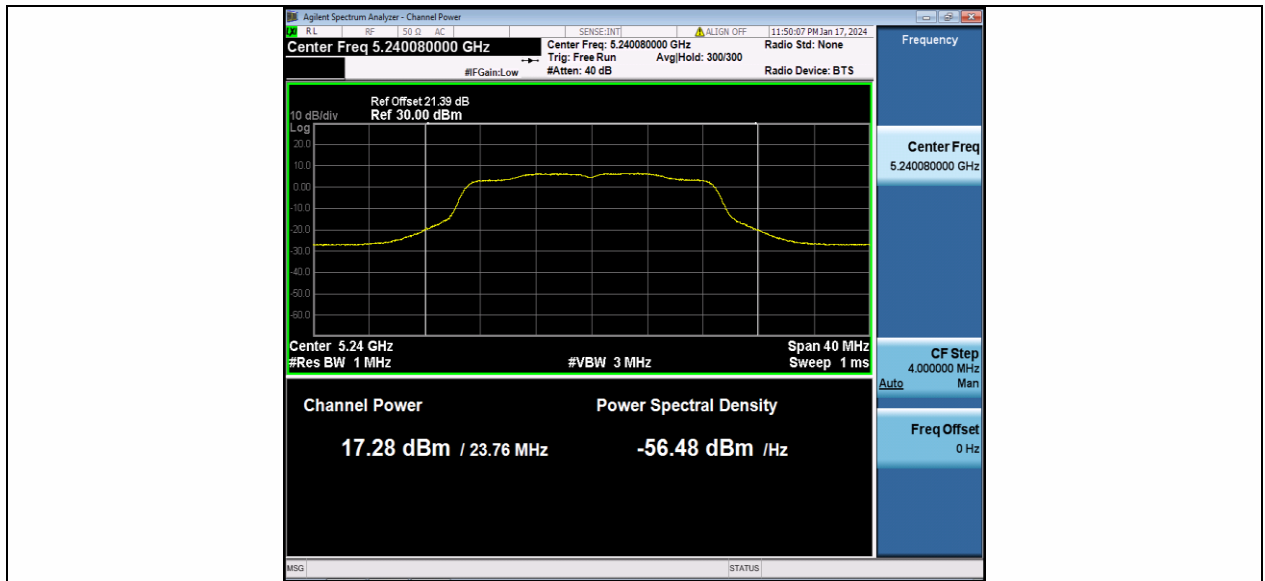 Agilent Spectrum Analyzer - Channel Power
RL RF 50 Ω AC SENSE:INT ALIGN OFF 11:50:07 PM Jan 17, 2024
Center Freq 5.240080000 GHz
Center Freq: 5.240080000 GHz
Radio Std: None
Trig: Free Run
Avg|Hold: 300/300
#IFGain:Low
#Atten: 40 dB
Radio Device: BTS
Ref Offset 21.39 dB
10 dB/div
Ref 30.00 dBm
Log
20.0
10.0
0.00
-10.0
-20.0
-30.0
-40.0
-50.0
-60.0
Center 5.24 GHz
Span 40 MHz
#Res BW 1 MHz
#VBW 3 MHz
Sweep 1 ms
Channel Power
Power Spectral Density
17.28 dBm / 23.76 MHz
-56.48 dBm /Hz
MSG
STATUS
Frequency
Center Freq
5.240080000 GHz
CF Step
4.000000 MHz
Auto Man
Freq Offset
0 Hz